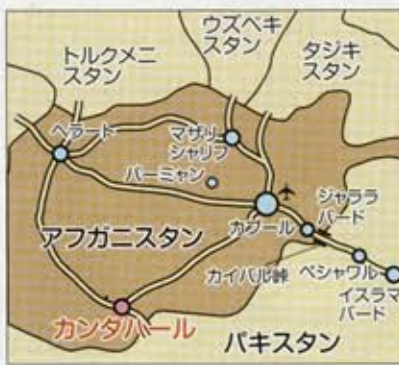 ウズベキ
スタン
トルクメニ
スタン
タジキ
スタン
ヘラート
マザリ
シャリフ
バーミヤン
ジャララ
バード
カブール
アフガニスタン
カイバル峠
ペシャワル
イスラマ
バード
カンダハール
パキスタン